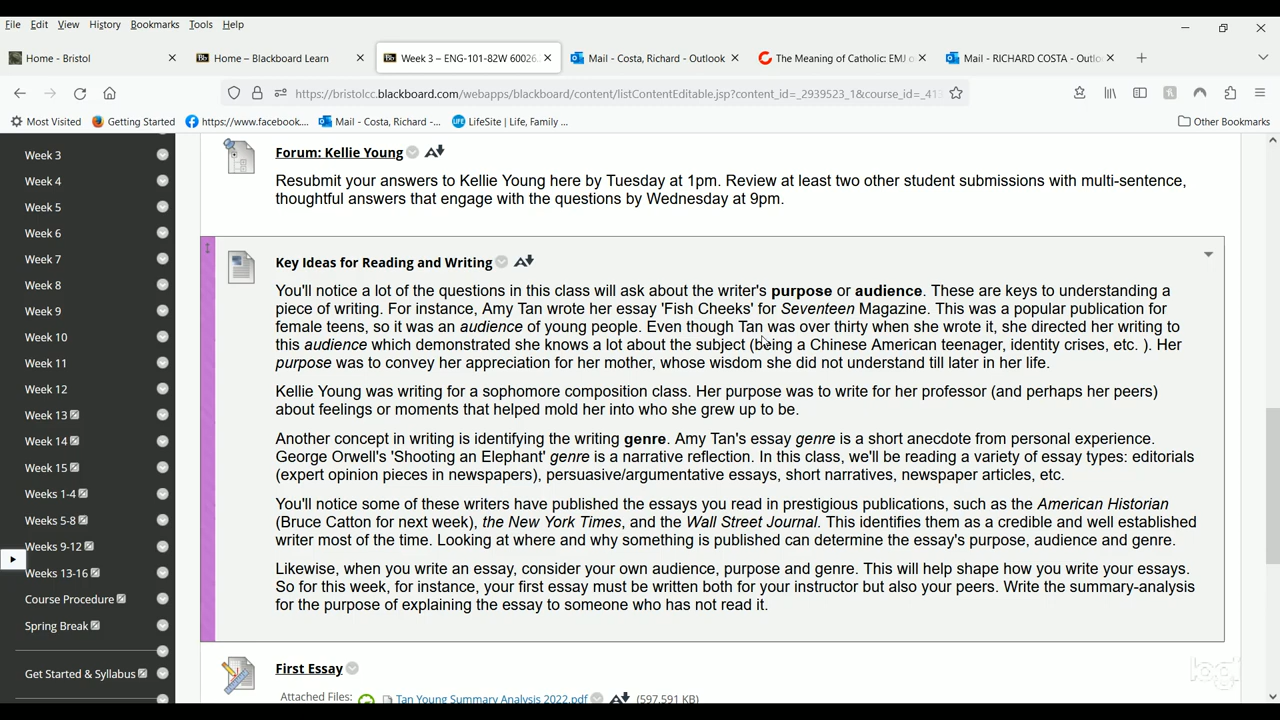 File Edit View History Bookmarks Tools Help
Home - Bristol
Home – Blackboard Learn
Week 3 – ENG-101-82W 60026
Mail - Costa, Richard - Outlook
The Meaning of Catholic: EMJ
Mail - RICHARD COSTA - Outlo
https://bristolcc.blackboard.com/webapps/blackboard/content/listContentEditable.jsp?content_id=_2939523_1&course_id=_41
Most Visited Getting Started https://www.facebook.... Mail - Costa, Richard -... LifeSite | Life, Family ... Other Bookmarks
Week 3
Week 4
Week 5
Week 6
Week 7
Week 8
Week 9
Week 10
Week 11
Week 12
Week 13
Week 14
Week 15
Weeks 1-4
Weeks 5-8
Weeks 9-12
Weeks 13-16
Course Procedure
Spring Break
Get Started & Syllabus
Forum: Kellie Young
Resubmit your answers to Kellie Young here by Tuesday at 1pm. Review at least two other student submissions with multi-sentence,
thoughtful answers that engage with the questions by Wednesday at 9pm.
Key Ideas for Reading and Writing
You'll notice a lot of the questions in this class will ask about the writer's purpose or audience. These are keys to understanding a
piece of writing. For instance, Amy Tan wrote her essay 'Fish Cheeks' for Seventeen Magazine. This was a popular publication for
female teens, so it was an audience of young people. Even though Tan was over thirty when she wrote it, she directed her writing to
this audience which demonstrated she knows a lot about the subject (being a Chinese American teenager, identity crises, etc. ). Her
purpose was to convey her appreciation for her mother, whose wisdom she did not understand till later in her life.
Kellie Young was writing for a sophomore composition class. Her purpose was to write for her professor (and perhaps her peers)
about feelings or moments that helped mold her into who she grew up to be.
Another concept in writing is identifying the writing genre. Amy Tan's essay genre is a short anecdote from personal experience.
George Orwell's 'Shooting an Elephant' genre is a narrative reflection. In this class, we'll be reading a variety of essay types: editorials
(expert opinion pieces in newspapers), persuasive/argumentative essays, short narratives, newspaper articles, etc.
You'll notice some of these writers have published the essays you read in prestigious publications, such as the American Historian
(Bruce Catton for next week), the New York Times, and the Wall Street Journal. This identifies them as a credible and well established
writer most of the time. Looking at where and why something is published can determine the essay's purpose, audience and genre.
Likewise, when you write an essay, consider your own audience, purpose and genre. This will help shape how you write your essays.
So for this week, for instance, your first essay must be written both for your instructor but also your peers. Write the summary-analysis
for the purpose of explaining the essay to someone who has not read it.
First Essay
Attached Files: Tan Young Summary Analysis 2022.pdf (597.591 KB)